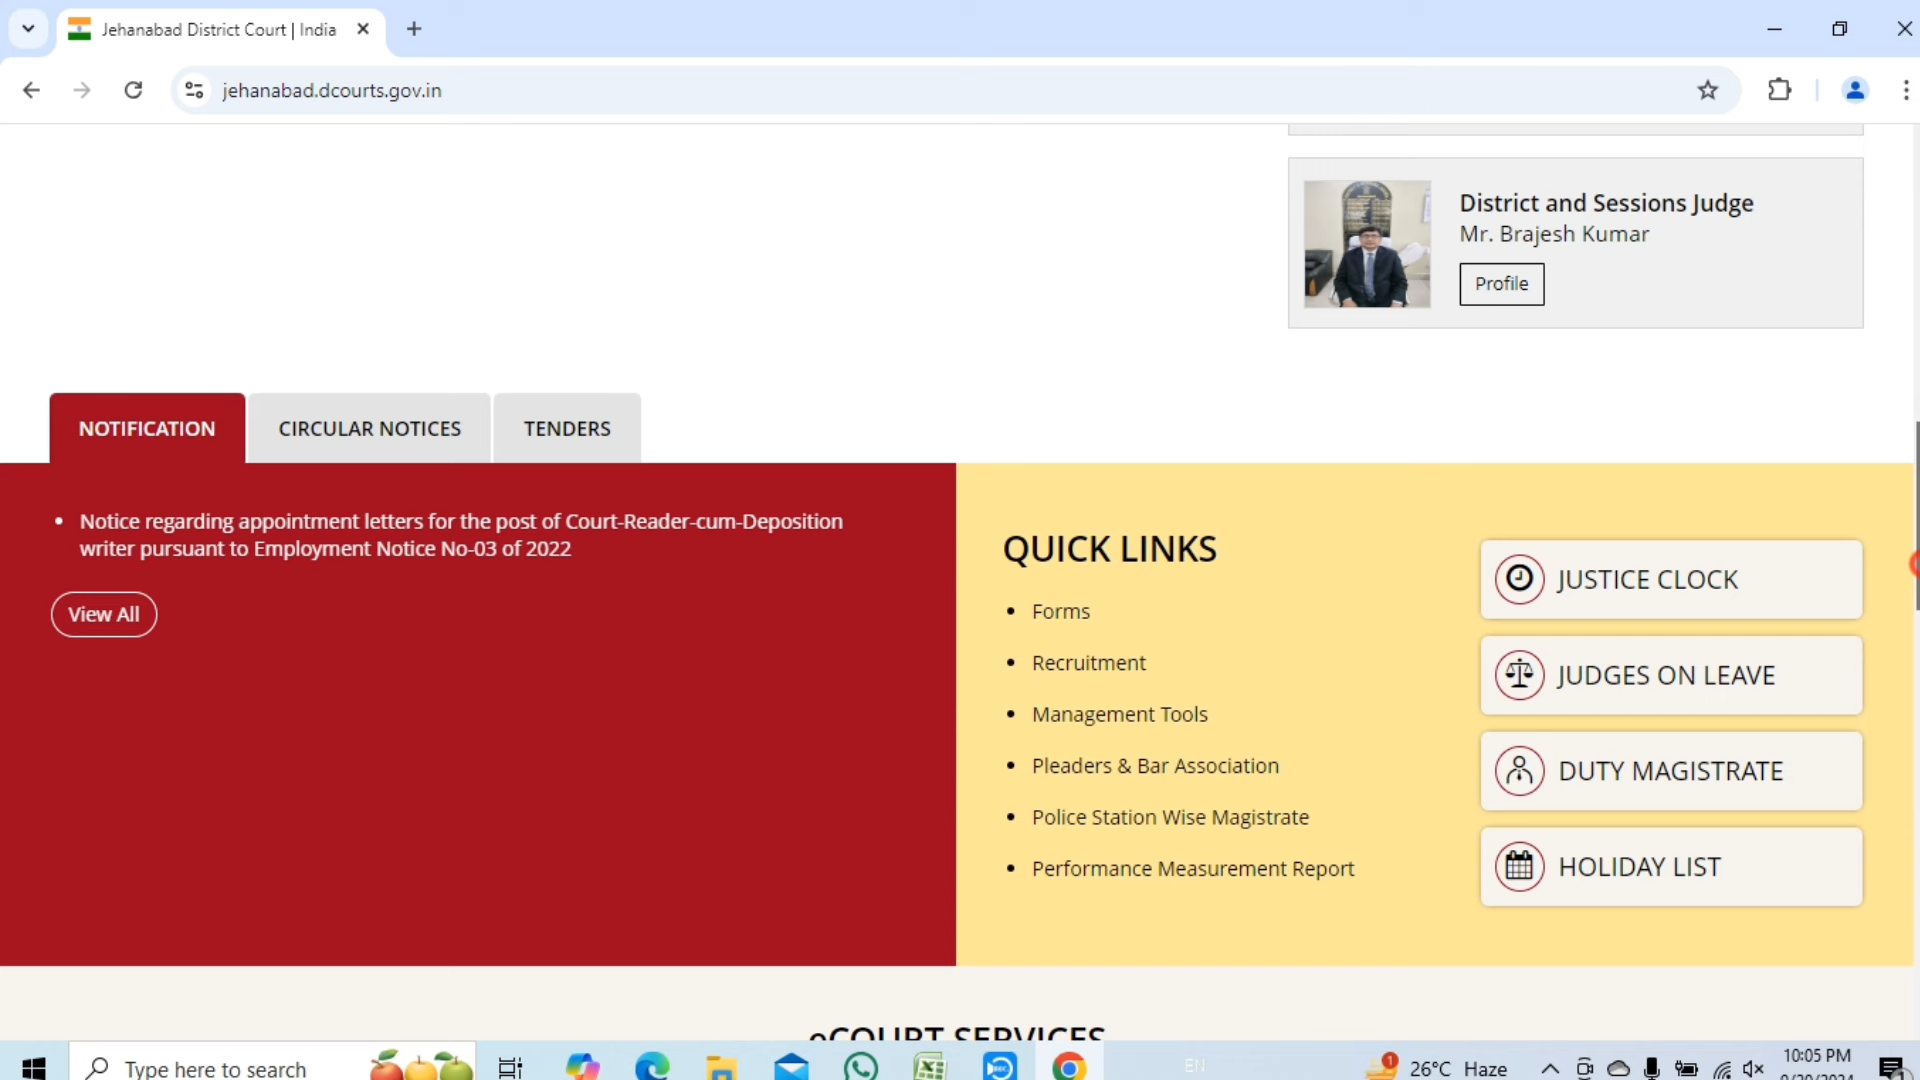 Jehanabad District Court | India
jehanabad.dcourts.gov.in
District and Sessions Judge
Mr. Brajesh Kumar
Profile
NOTIFICATION
CIRCULAR NOTICES
TENDERS
Notice regarding appointment letters for the post of Court-Reader-cum-Deposition
writer pursuant to Employment Notice No-03 of 2022
View All
QUICK LINKS
Forms
Recruitment
Management Tools
Pleaders & Bar Association
Police Station Wise Magistrate
Performance Measurement Report
JUSTICE CLOCK
JUDGES ON LEAVE
DUTY MAGISTRATE
HOLIDAY LIST
eCOURT SERVICES
Type here to search
EN
1
26°C Haze
10:05 PM